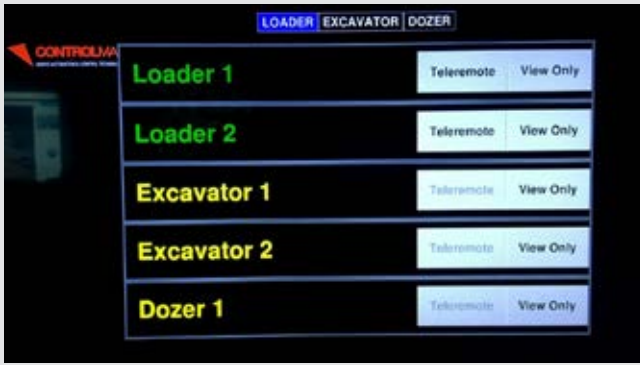 LOADER EXCAVATOR DOZER
CONTROLMA
Loader 1 Teleremote View Only
Loader 2 Teleremote View Only
Excavator 1 Teleremote View Only
Excavator 2 Teleremote View Only
Dozer 1 Teleremote View Only